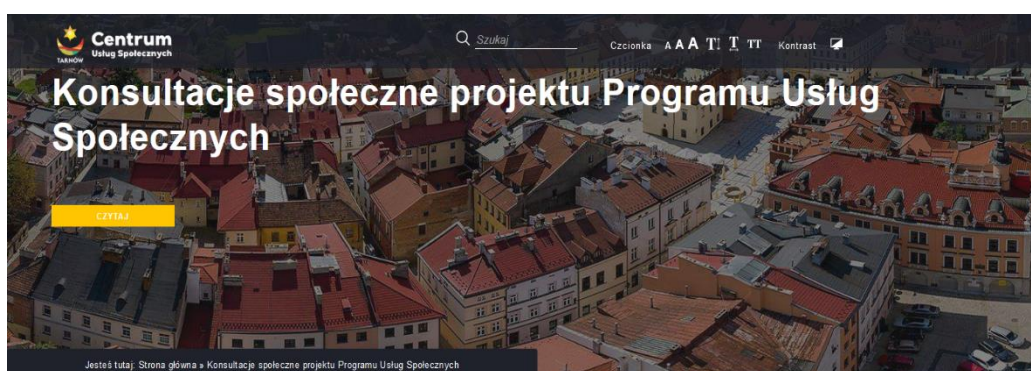 Centrum
Usług Społecznych
TARNÓW
Szukaj
Czcionka A A A T T TT Kontrast
Konsultacje społeczne projektu Programu Usług
Społecznych
CZYTAJ
Jesteś tutaj: Strona główna » Konsultacje społeczne projektu Programu Usług Społecznych